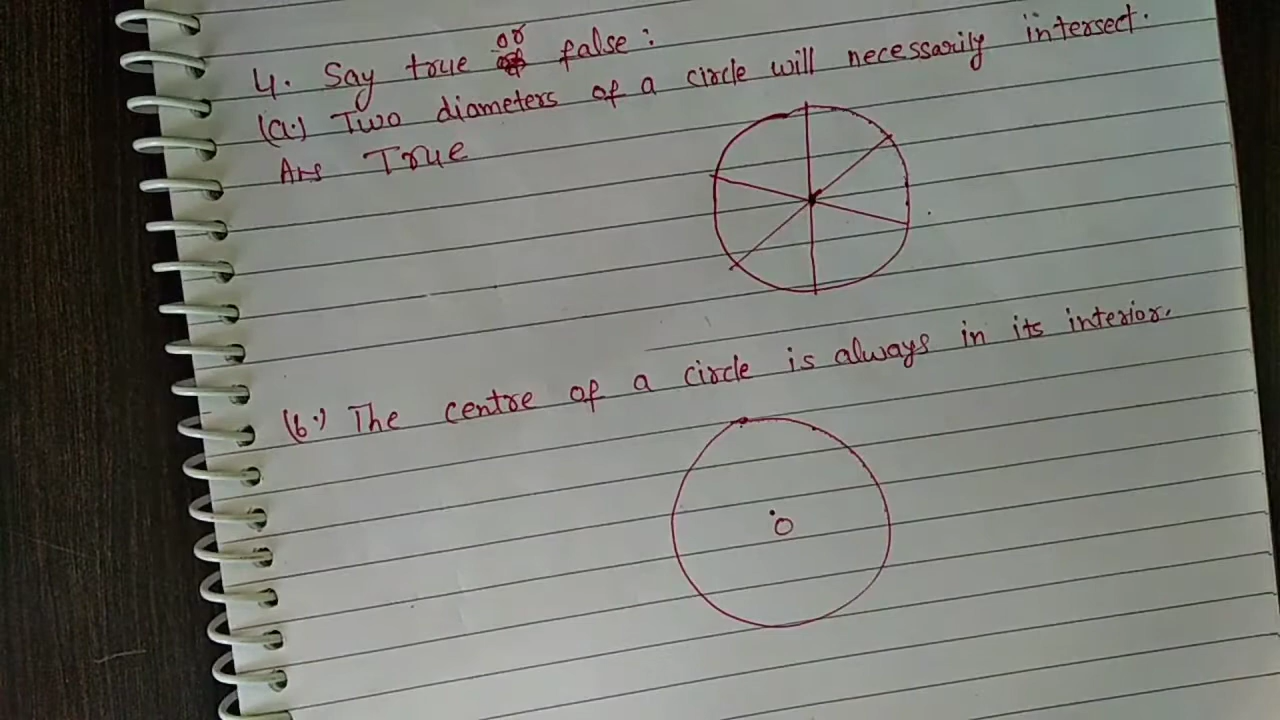 4. Say true or false:
(a.) Two diameters of a circle will necessarily intersect.
Ans True
(b.) The centre of a circle is always in its interior.
O